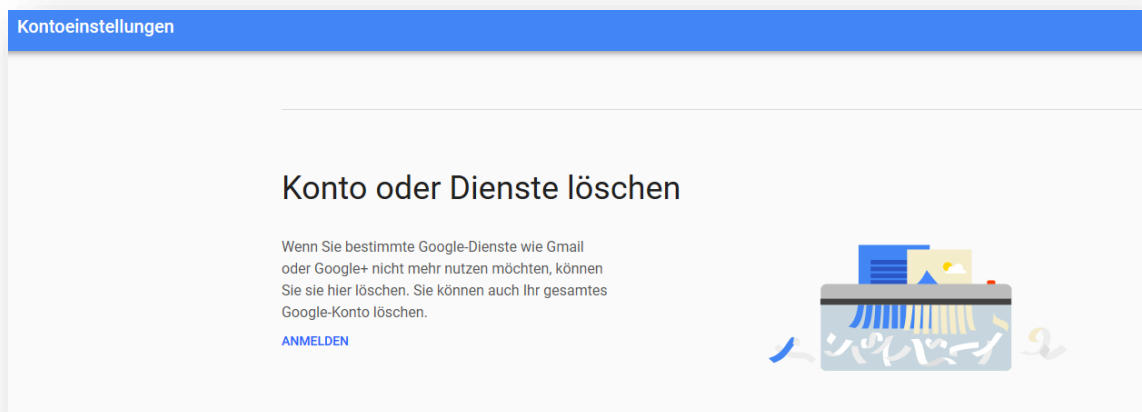 Kontoeinstellungen
Konto oder Dienste löschen
Wenn Sie bestimmte Google-Dienste wie Gmail
oder Google+ nicht mehr nutzen möchten, können
Sie sie hier löschen. Sie können auch Ihr gesamtes
Google-Konto löschen.
ANMELDEN